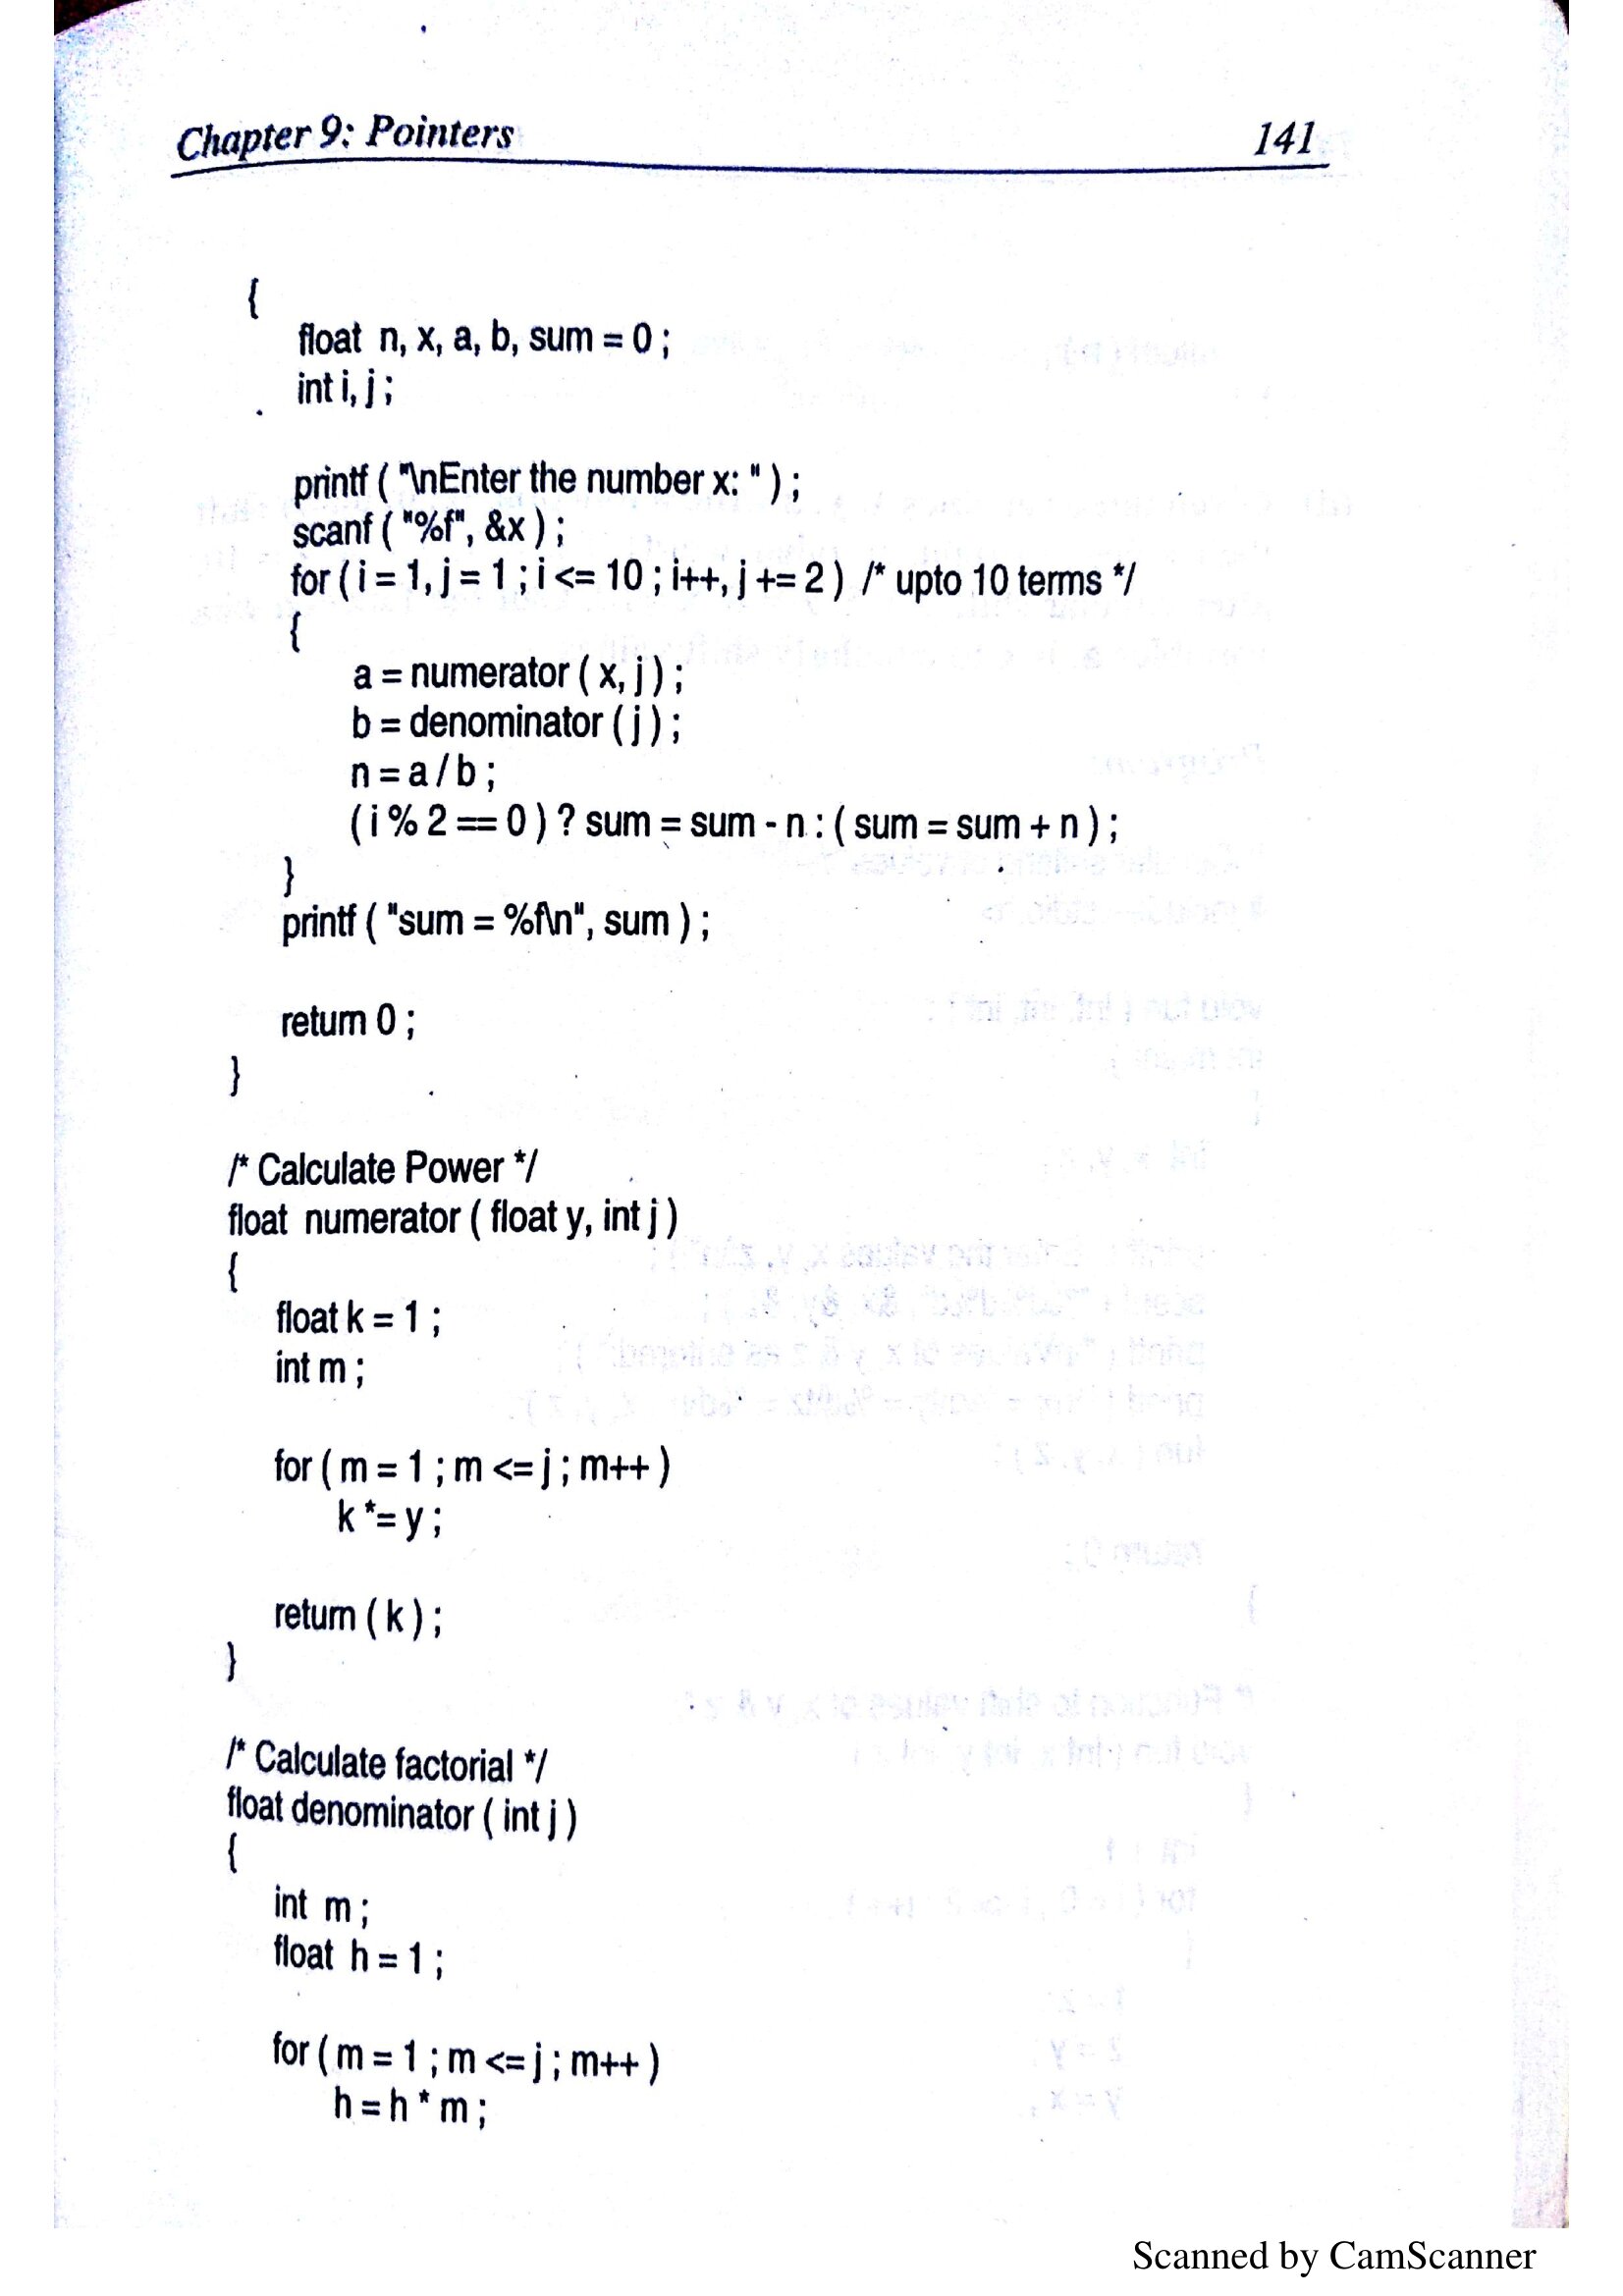 Chapter 9: Pointers 141
{
float n, x, a, b, sum = 0 ;
int i, j ;
printf ( "\nEnter the number x: " ) ;
scanf ( "%f", &x ) ;
for ( i = 1, j = 1 ; i <= 10 ; i++, j += 2 ) /* upto 10 terms */
{
a = numerator ( x, j ) ;
b = denominator ( j ) ;
n = a / b ;
( i % 2 == 0 ) ? sum = sum - n : ( sum = sum + n ) ;
}
printf ( "sum = %f\n", sum ) ;
return 0 ;
}
/* Calculate Power */
float numerator ( float y, int j )
{
float k = 1 ;
int m ;
for ( m = 1 ; m <= j ; m++ )
k *= y ;
return ( k ) ;
}
/* Calculate factorial */
float denominator ( int j )
{
int m ;
float h = 1 ;
for ( m = 1 ; m <= j ; m++ )
h = h * m ;
Scanned by CamScanner